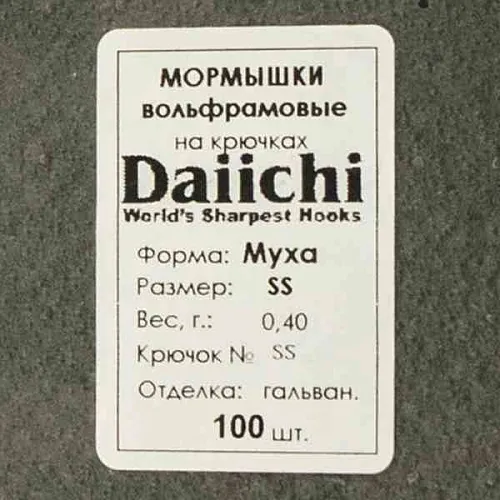 МОРМЫШКИ
вольфрамовые
на крючках
Daiichi
World's Sharpest Hooks
Форма: Муха
Размер: SS
Вес, г.: 0,40
Крючок № SS
Отделка: гальван.
100 шт.